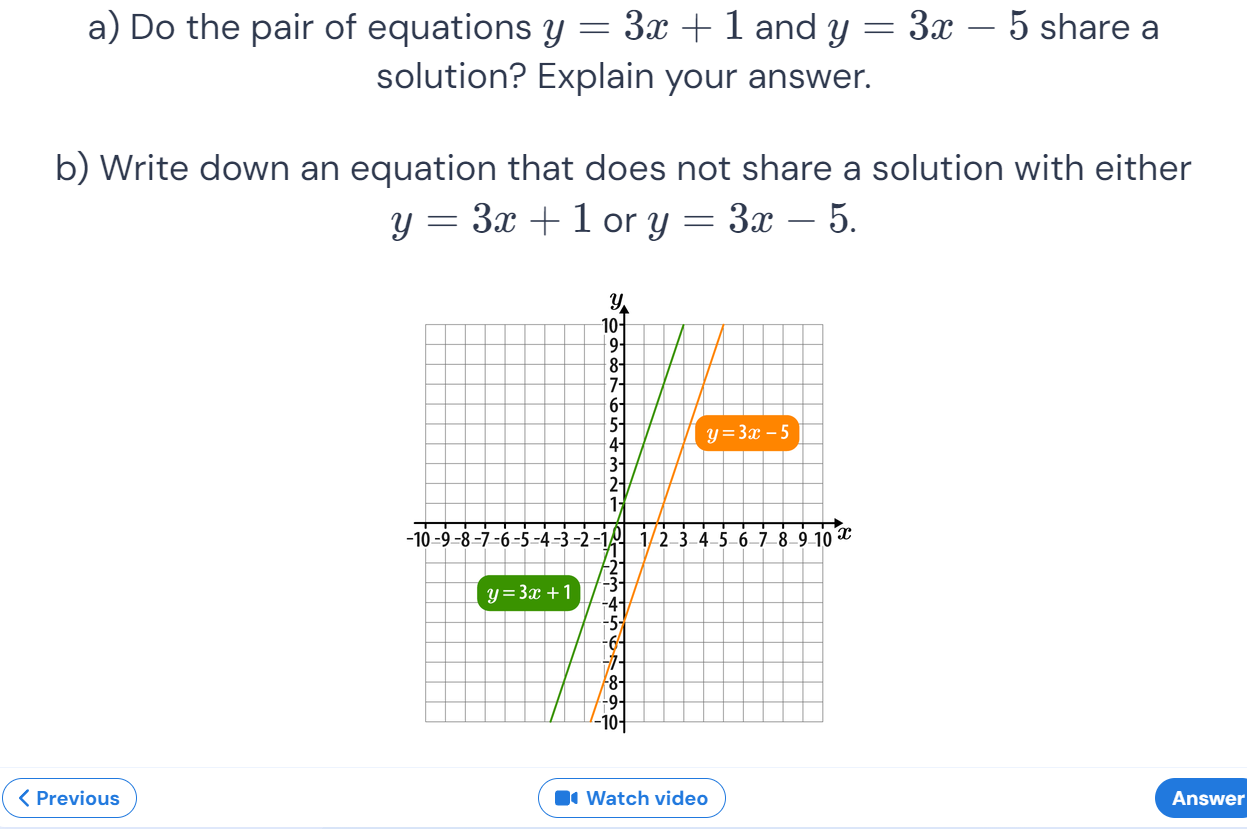 a) Do the pair of equations y = 3x + 1 and y = 3x − 5 share a
solution? Explain your answer.
b) Write down an equation that does not share a solution with either
y = 3x + 1 or y = 3x − 5.
y
10
9
8
7
6
5
4
3
2
1
y = 3x − 5
-10 -9 -8 -7 -6 -5 -4 -3 -2 -1 0 1 2 3 4 5 6 7 8 9 10 x
-1
-2
-3
y = 3x + 1
-4
-5
-6
-7
-8
-9
-10
Previous
Watch video
Answer